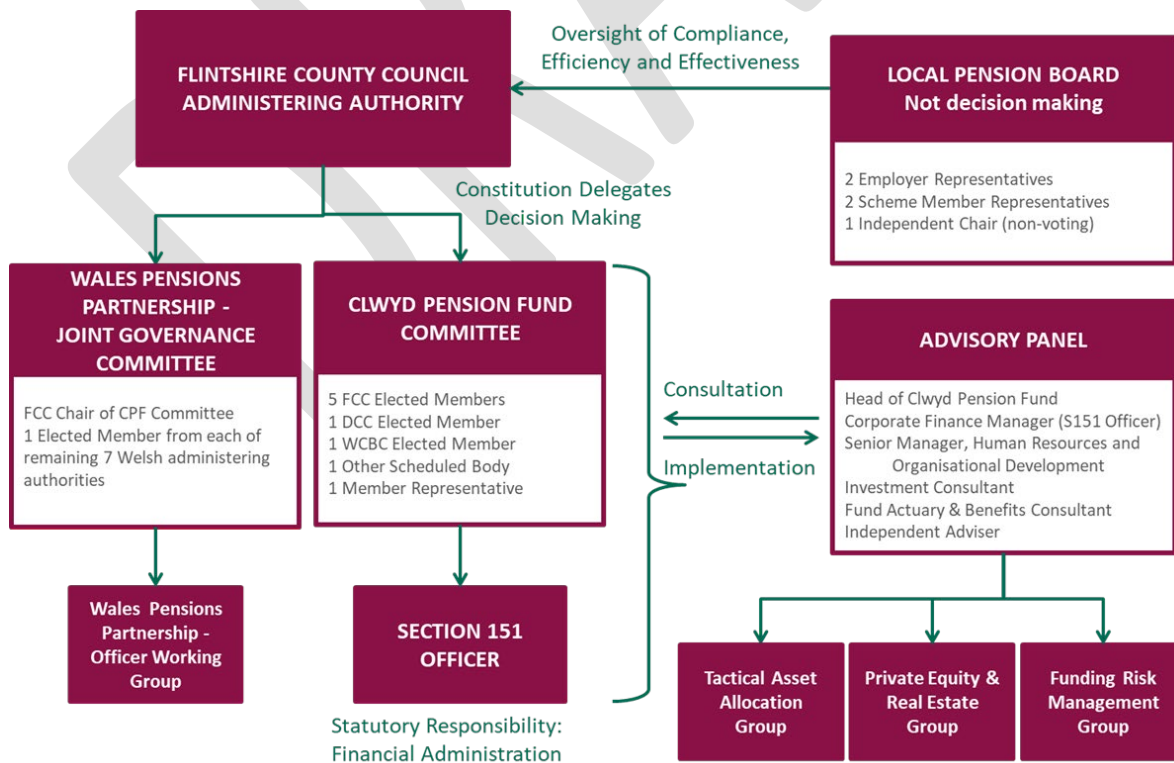 Oversight of Compliance,
Efficiency and Effectiveness
FLINTSHIRE COUNTY COUNCIL
ADMINISTERING AUTHORITY
LOCAL PENSION BOARD
Not decision making
2 Employer Representatives
2 Scheme Member Representatives
1 Independent Chair (non-voting)
Constitution Delegates
Decision Making
WALES PENSIONS
PARTNERSHIP -
JOINT GOVERNANCE
COMMITTEE
FCC Chair of CPF Committee
1 Elected Member from each of
remaining 7 Welsh administering
authorities
CLWYD PENSION FUND
COMMITTEE
5 FCC Elected Members
1 DCC Elected Member
1 WCBC Elected Member
1 Other Scheduled Body
1 Member Representative
Consultation
Implementation
ADVISORY PANEL
Head of Clwyd Pension Fund
Corporate Finance Manager (S151 Officer)
Senior Manager, Human Resources and
Organisational Development
Investment Consultant
Fund Actuary & Benefits Consultant
Independent Adviser
Wales Pensions
Partnership -
Officer Working
Group
SECTION 151
OFFICER
Statutory Responsibility:
Financial Administration
Tactical Asset
Allocation
Group
Private Equity &
Real Estate
Group
Funding Risk
Management
Group